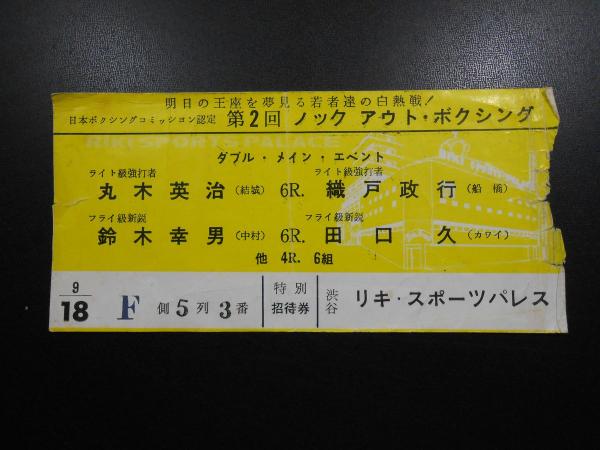 明日の王座を夢見る若者達の白熱戦!
日本ボクシングコミッション認定 第2回 ノック アウト・ボクシング
RIKI SPORTS PALACE
ダブル・メイン・エベント
ライト級強打者 ライト級強打者
丸木英治(結城) 6R. 織戸政行(船橋)
フライ級新鋭 フライ級新鋭
鈴木幸男(中村) 6R. 田口 久(カワイ)
他 4R. 6組
9/18 F 側5列3番 特別招待券 渋谷 リキ・スポーツパレス